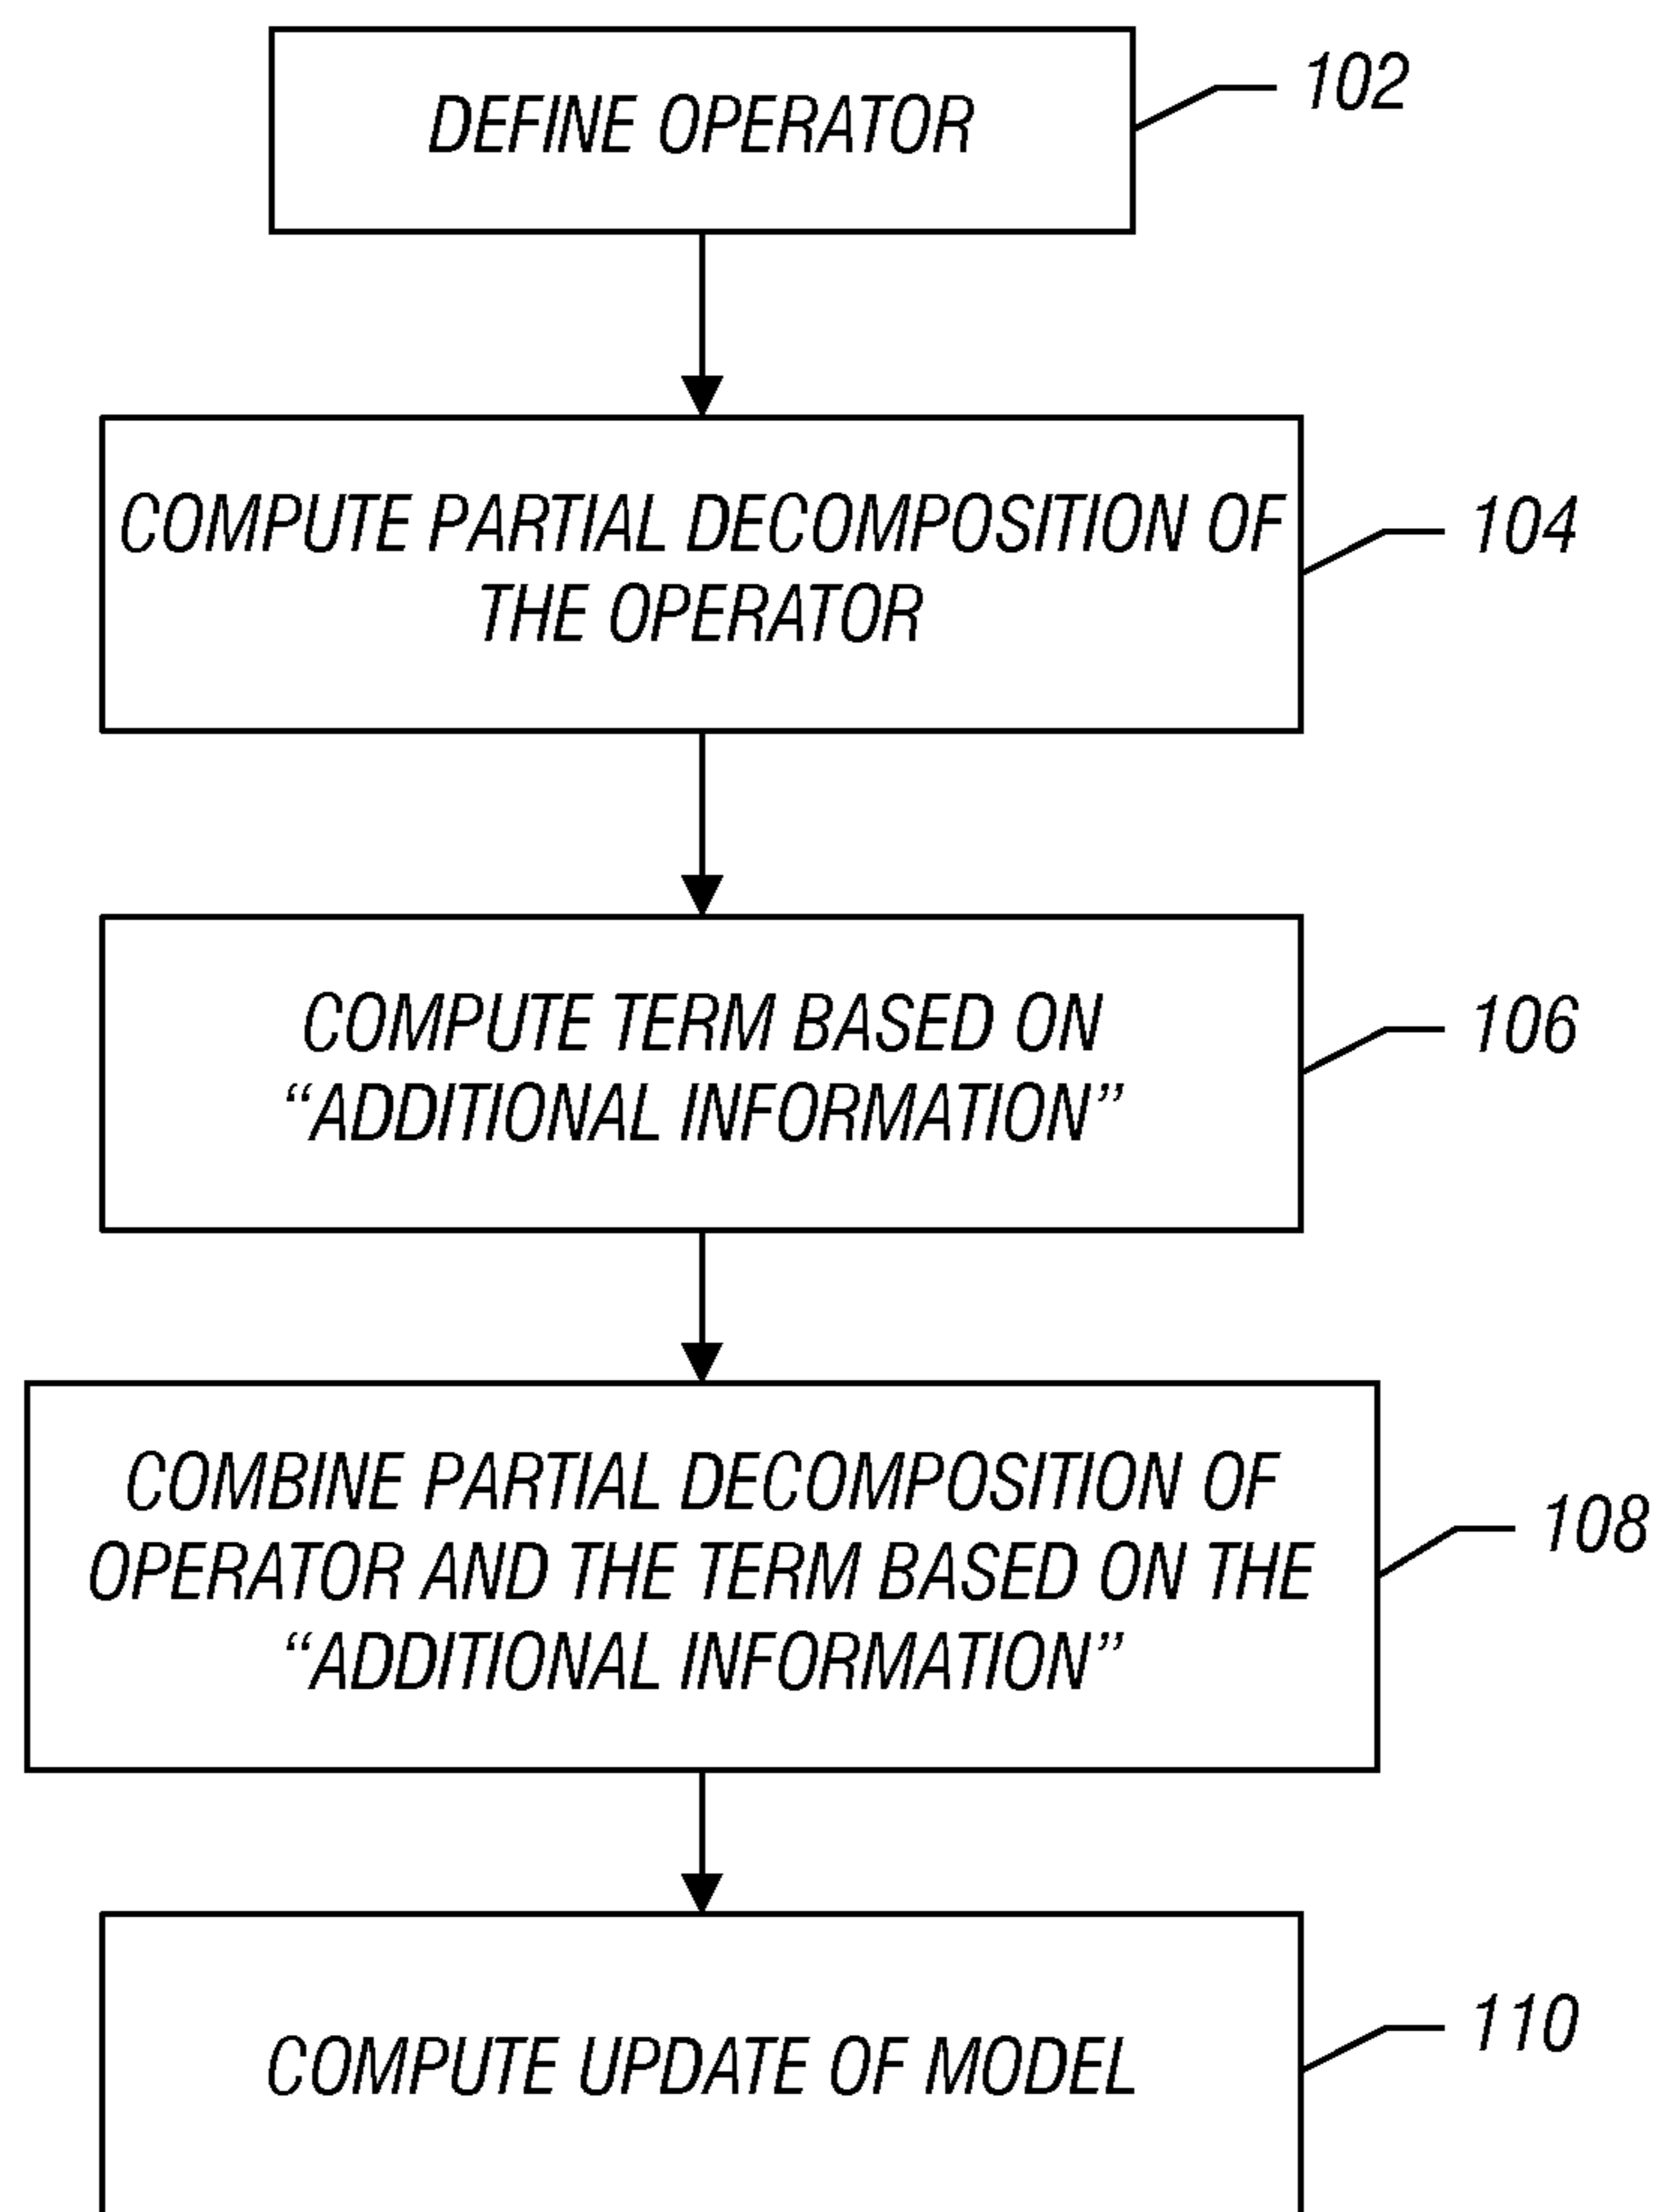 DEFINE OPERATOR
102
COMPUTE PARTIAL DECOMPOSITION OF
THE OPERATOR
104
COMPUTE TERM BASED ON
“ADDITIONAL INFORMATION”
106
COMBINE PARTIAL DECOMPOSITION OF
OPERATOR AND THE TERM BASED ON THE
“ADDITIONAL INFORMATION”
108
COMPUTE UPDATE OF MODEL
110